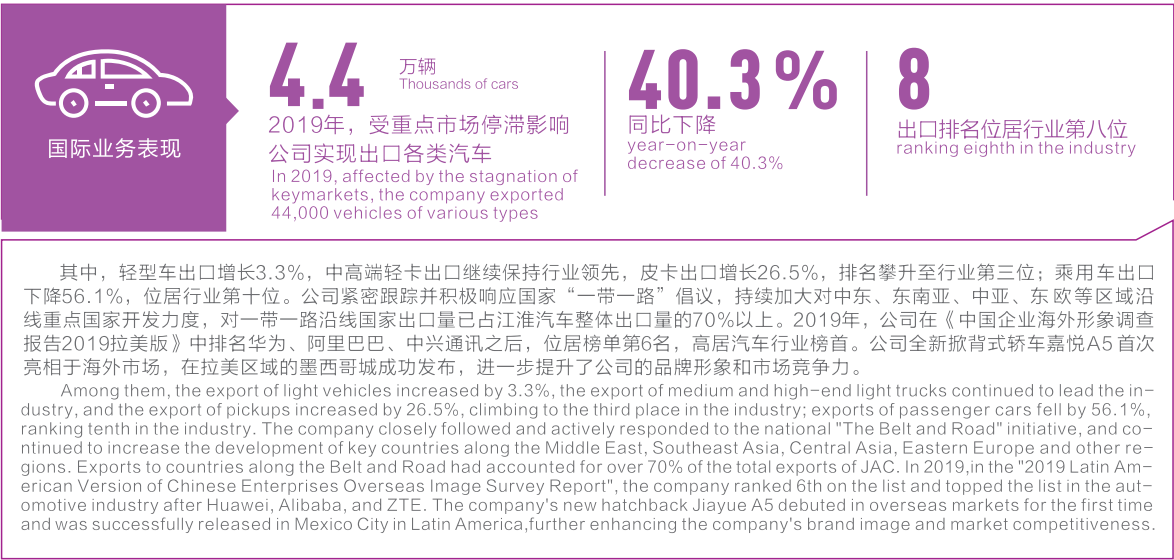 国际业务表现
4.4
万辆
Thousands of cars
2019年，受重点市场停滞影响
公司实现出口各类汽车
In 2019, affected by the stagnation of
keymarkets, the company exported
44,000 vehicles of various types
40.3%
同比下降
year-on-year
decrease of 40.3%
8
出口排名位居行业第八位
ranking eighth in the industry
其中，轻型车出口增长3.3%，中高端轻卡出口继续保持行业领先，皮卡出口增长26.5%，排名攀升至行业第三位；乘用车出口
下降56.1%，位居行业第十位。公司紧密跟踪并积极响应国家“一带一路”倡议，持续加大对中东、东南亚、中亚、东欧等区域沿
线重点国家开发力度，对一带一路沿线国家出口量已占江淮汽车整体出口量的70%以上。2019年，公司在《中国企业海外形象调查
报告2019拉美版》中排名华为、阿里巴巴、中兴通讯之后，位居榜单第6名，高居汽车行业榜首。公司全新掀背式轿车嘉悦A5首次
亮相于海外市场，在拉美区域的墨西哥城成功发布，进一步提升了公司的品牌形象和市场竞争力。
Among them, the export of light vehicles increased by 3.3%, the export of medium and high-end light trucks continued to lead the in-
dustry, and the export of pickups increased by 26.5%, climbing to the third place in the industry; exports of passenger cars fell by 56.1%,
ranking tenth in the industry. The company closely followed and actively responded to the national "The Belt and Road" initiative, and co-
ntinued to increase the development of key countries along the Middle East, Southeast Asia, Central Asia, Eastern Europe and other re-
gions. Exports to countries along the Belt and Road had accounted for over 70% of the total exports of JAC. In 2019,in the "2019 Latin Am-
erican Version of Chinese Enterprises Overseas Image Survey Report", the company ranked 6th on the list and topped the list in the aut-
omotive industry after Huawei, Alibaba, and ZTE. The company's new hatchback Jiayue A5 debuted in overseas markets for the first time
and was successfully released in Mexico City in Latin America,further enhancing the company's brand image and market competitiveness.